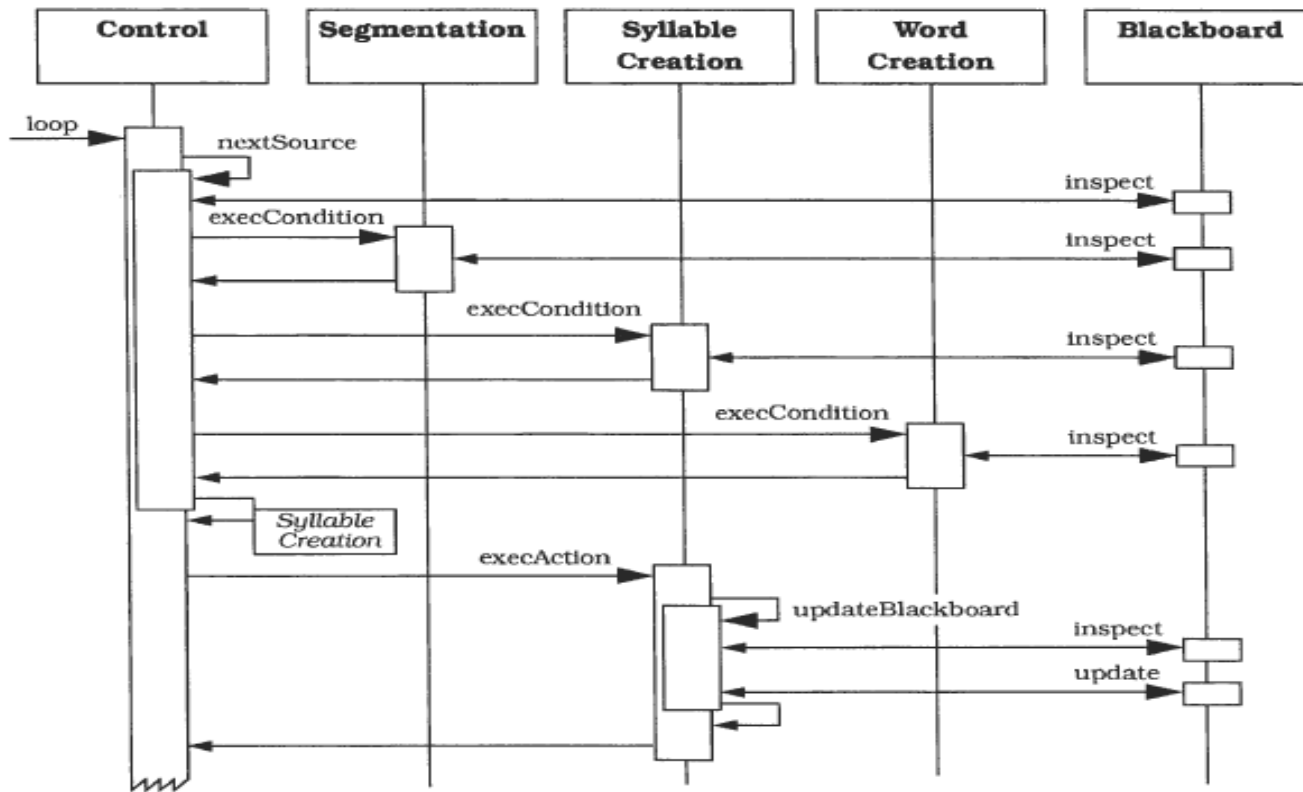 Control
Segmentation
Syllable
Creation
Word
Creation
Blackboard
loop
nextSource
inspect
execCondition
inspect
execCondition
inspect
execCondition
inspect
Syllable
Creation
execAction
updateBlackboard
inspect
update